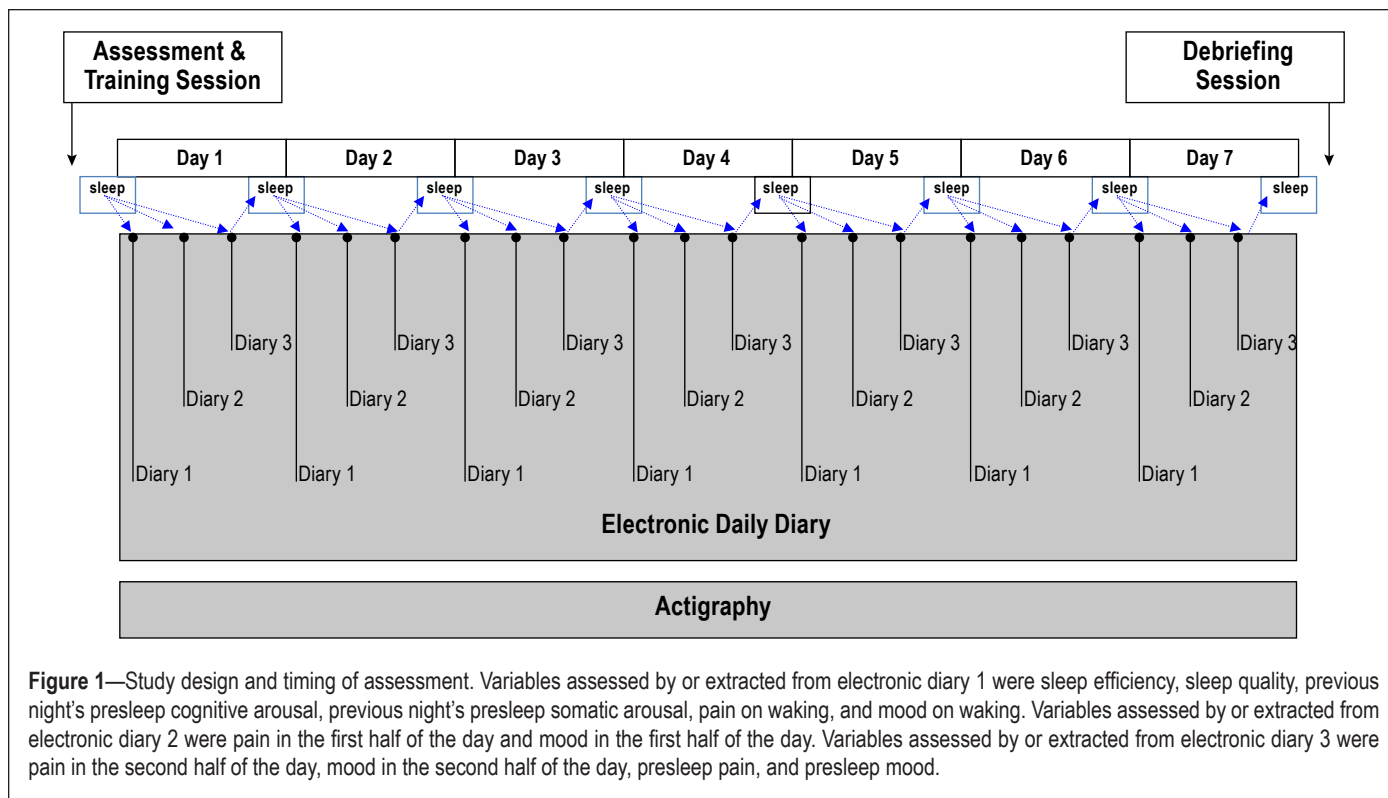 Assessment &
Training Session
Debriefing
Session
Day 1 Day 2 Day 3 Day 4 Day 5 Day 6 Day 7
sleep sleep sleep sleep sleep sleep sleep sleep
Diary 3 Diary 3 Diary 3 Diary 3 Diary 3 Diary 3 Diary 3
Diary 2 Diary 2 Diary 2 Diary 2 Diary 2 Diary 2 Diary 2
Diary 1 Diary 1 Diary 1 Diary 1 Diary 1 Diary 1 Diary 1
Electronic Daily Diary
Actigraphy
Figure 1—Study design and timing of assessment. Variables assessed by or extracted from electronic diary 1 were sleep efficiency, sleep quality, previous
night's presleep cognitive arousal, previous night's presleep somatic arousal, pain on waking, and mood on waking. Variables assessed by or extracted from
electronic diary 2 were pain in the first half of the day and mood in the first half of the day. Variables assessed by or extracted from electronic diary 3 were
pain in the second half of the day, mood in the second half of the day, presleep pain, and presleep mood.